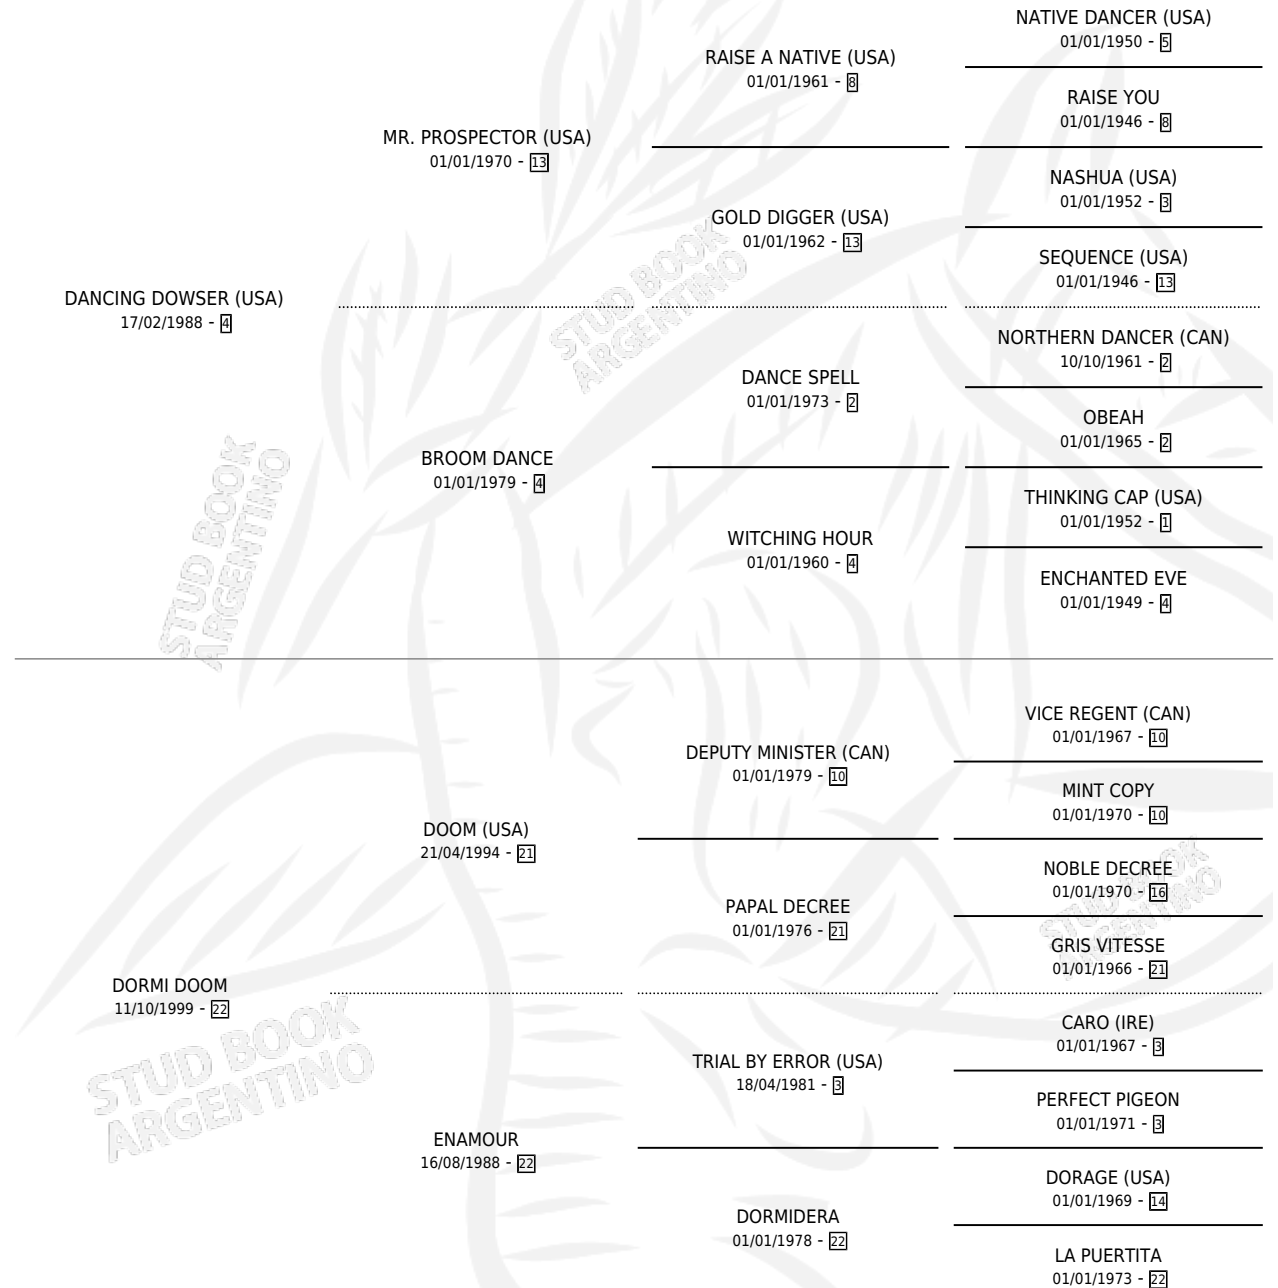 NATIVE DANCER (USA)
01/01/1950 - 5
RAISE A NATIVE (USA)
01/01/1961 - 8
RAISE YOU
01/01/1946 - 8
MR. PROSPECTOR (USA)
01/01/1970 - 13
NASHUA (USA)
01/01/1952 - 3
GOLD DIGGER (USA)
01/01/1962 - 13
SEQUENCE (USA)
01/01/1946 - 13
DANCING DOWSER (USA)
17/02/1988 - 4
NORTHERN DANCER (CAN)
10/10/1961 - 2
DANCE SPELL
01/01/1973 - 2
OBEAH
01/01/1965 - 2
BROOM DANCE
01/01/1979 - 4
THINKING CAP (USA)
01/01/1952 - 1
WITCHING HOUR
01/01/1960 - 4
ENCHANTED EVE
01/01/1949 - 4
VICE REGENT (CAN)
01/01/1967 - 10
DEPUTY MINISTER (CAN)
01/01/1979 - 10
MINT COPY
01/01/1970 - 10
DOOM (USA)
21/04/1994 - 21
NOBLE DECREE
01/01/1970 - 16
PAPAL DECREE
01/01/1976 - 21
GRIS VITESSE
01/01/1966 - 21
DORMI DOOM
11/10/1999 - 22
CARO (IRE)
01/01/1967 - 3
TRIAL BY ERROR (USA)
18/04/1981 - 3
PERFECT PIGEON
01/01/1971 - 3
ENAMOUR
16/08/1988 - 22
DORAGE (USA)
01/01/1969 - 14
DORMIDERA
01/01/1978 - 22
LA PUERTITA
01/01/1973 - 22
STUD BOOK
ARGENTINO
STUD BOOK
ARGENTINO
STUD BOOK
ARGENTINO
STUD BOOK
ARGENTINO